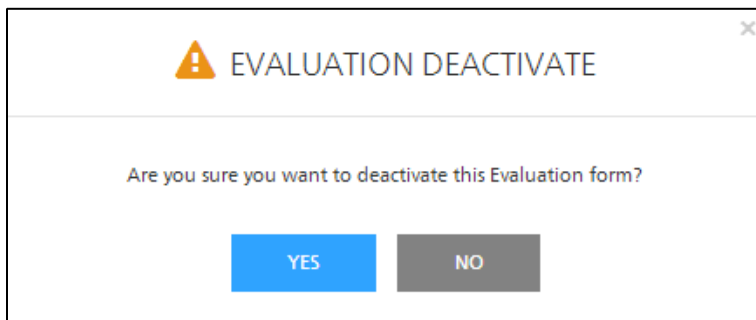 EVALUATION DEACTIVATE
Are you sure you want to deactivate this Evaluation form?
YES
NO